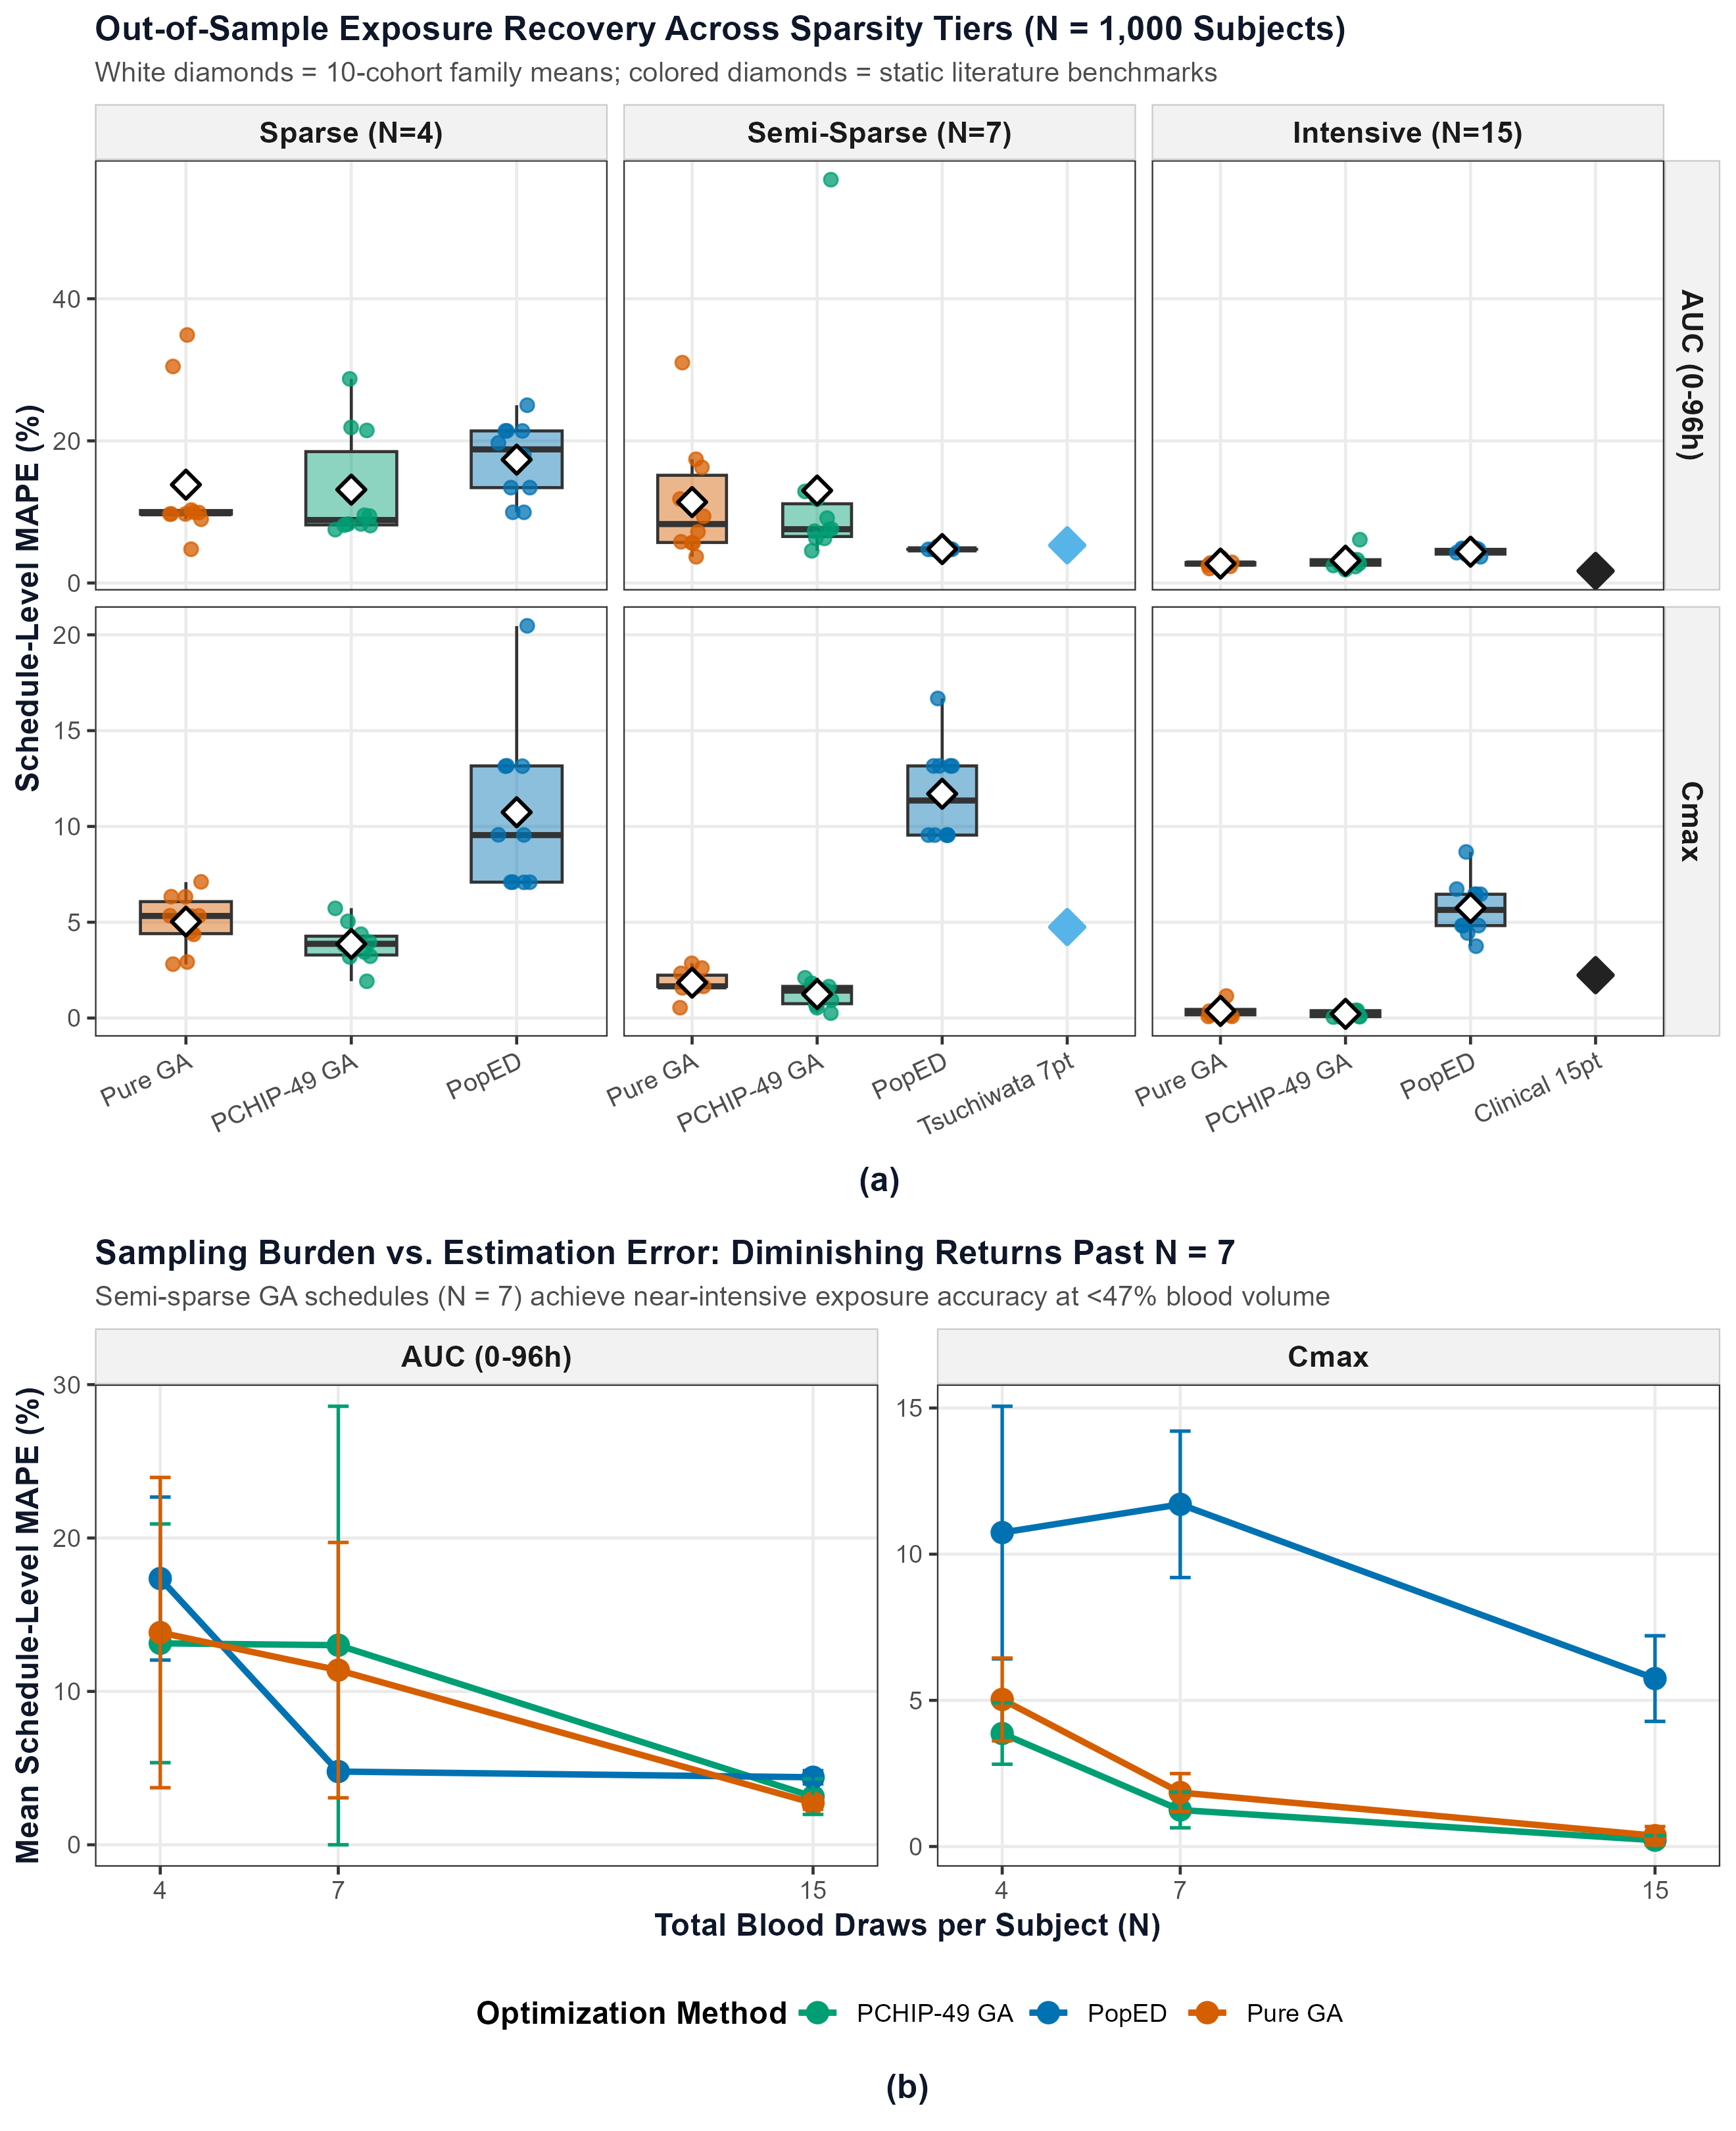 Out-of-Sample Exposure Recovery Across Sparsity Tiers (N = 1,000 Subjects)
White diamonds = 10-cohort family means; colored diamonds = static literature benchmarks
Sparse (N=4)
Semi-Sparse (N=7)
Intensive (N=15)
Schedule-Level MAPE (%)
40
20
0
AUC (0-96h)
20
15
10
5
0
Cmax
Pure GA
PCHIP-49 GA
PopED
Pure GA
PCHIP-49 GA
PopED
Tsuchiwata 7pt
Pure GA
PCHIP-49 GA
PopED
Clinical 15pt
(a)
Sampling Burden vs. Estimation Error: Diminishing Returns Past N = 7
Semi-sparse GA schedules (N = 7) achieve near-intensive exposure accuracy at <47% blood volume
AUC (0-96h)
Cmax
Mean Schedule-Level MAPE (%)
30
20
10
0
15
10
5
0
4
7
15
4
7
15
Total Blood Draws per Subject (N)
Optimization Method
PCHIP-49 GA
PopED
Pure GA
(b)